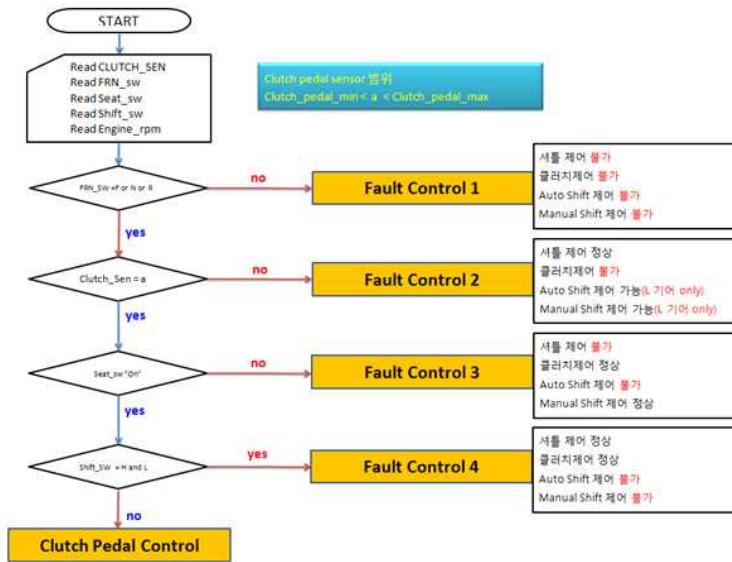 START
Read CLUTCH_SEN
Read FRN_sw
Read Seat_sw
Read Shift_sw
Read Engine_rpm
Clutch pedal sensor 범위
Clutch_pedal_min < a < Clutch_pedal_max
FRN_SW =F or N or R
no
Fault Control 1
셔틀 제어 불가
클러치제어 불가
Auto Shift 제어 불가
Manual Shift 제어 불가
yes
Clutch_Sen = a
no
Fault Control 2
셔틀 제어 정상
클러치제어 불가
Auto Shift 제어 가능(L 기어 only)
Manual Shift 제어 가능(L 기어 only)
yes
Seat_sw "On"
no
Fault Control 3
셔틀 제어 불가
클러치제어 정상
Auto Shift 제어 불가
Manual Shift 제어 정상
yes
Shift_SW = H and L
yes
Fault Control 4
셔틀 제어 정상
클러치제어 정상
Auto Shift 제어 불가
Manual Shift 제어 불가
no
Clutch Pedal Control